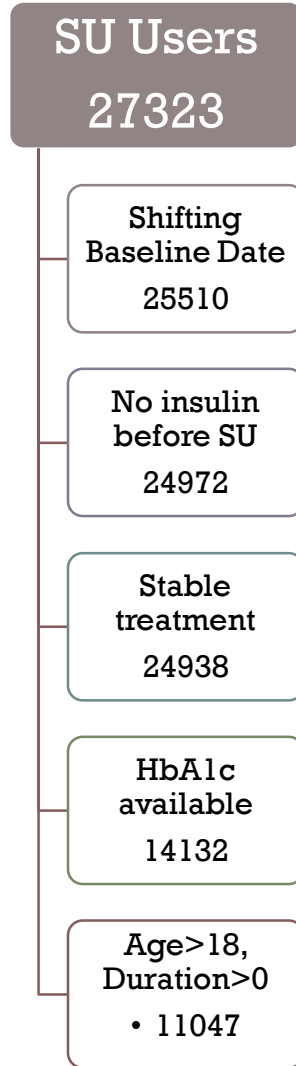 SU Users
27323
Shifting
Baseline Date
25510
No insulin
before SU
24972
Stable
treatment
24938
HbA1c
available
14132
Age>18,
Duration>0
• 11047